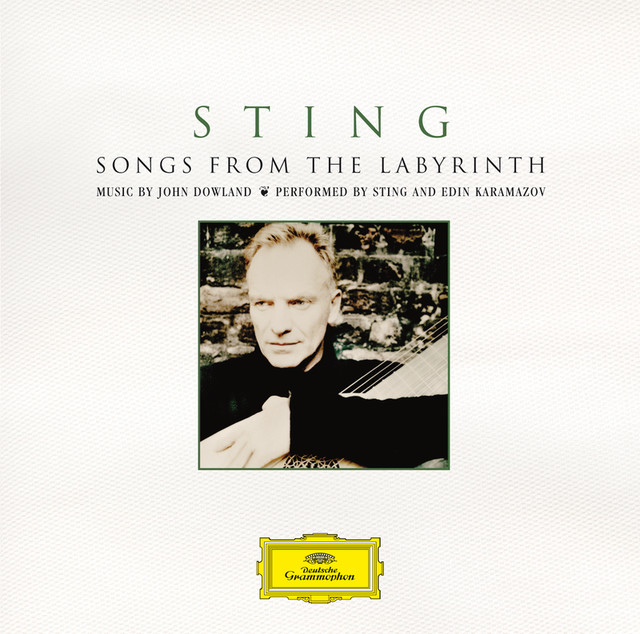 STING
SONGS FROM THE LABYRINTH
MUSIC BY JOHN DOWLAND ❦ PERFORMED BY STING AND EDIN KARAMAZOV
Deutsche
Grammophon